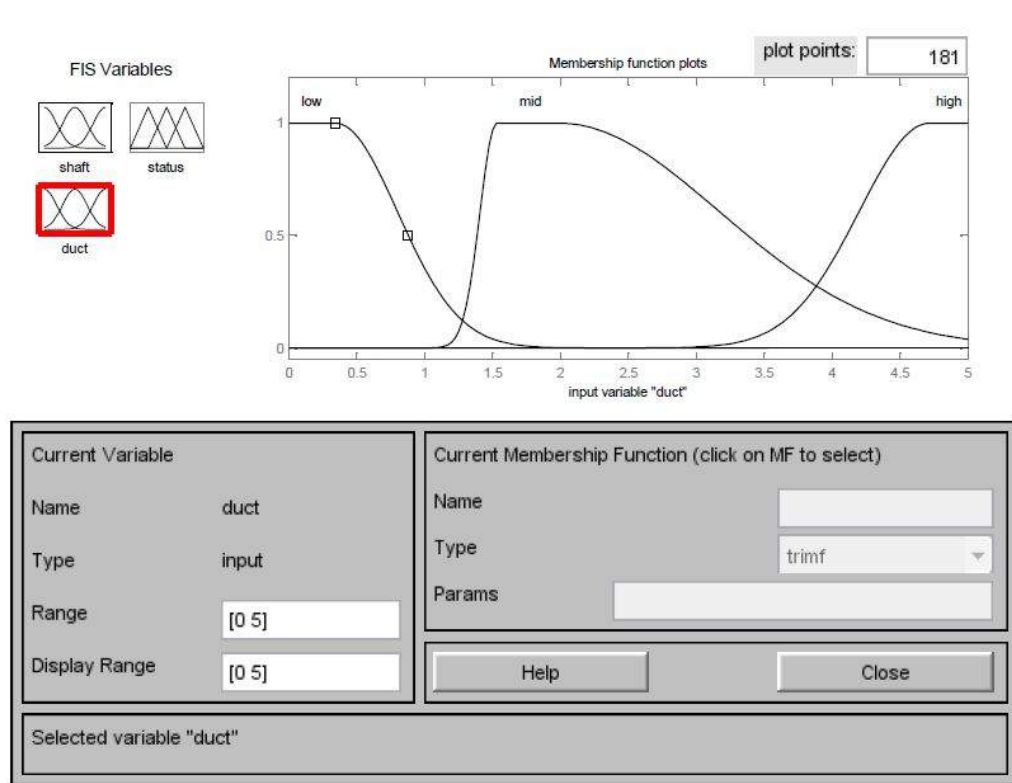 FIS Variables
shaft
status
duct
Membership function plots
plot points:
181
low
mid
high
1
0.5
0
0 0.5 1 1.5 2 2.5 3 3.5 4 4.5 5
input variable "duct"
Current Variable
Name duct
Type input
Range [0 5]
Display Range [0 5]
Current Membership Function (click on MF to select)
Name
Type trimf
Params
Help
Close
Selected variable "duct"